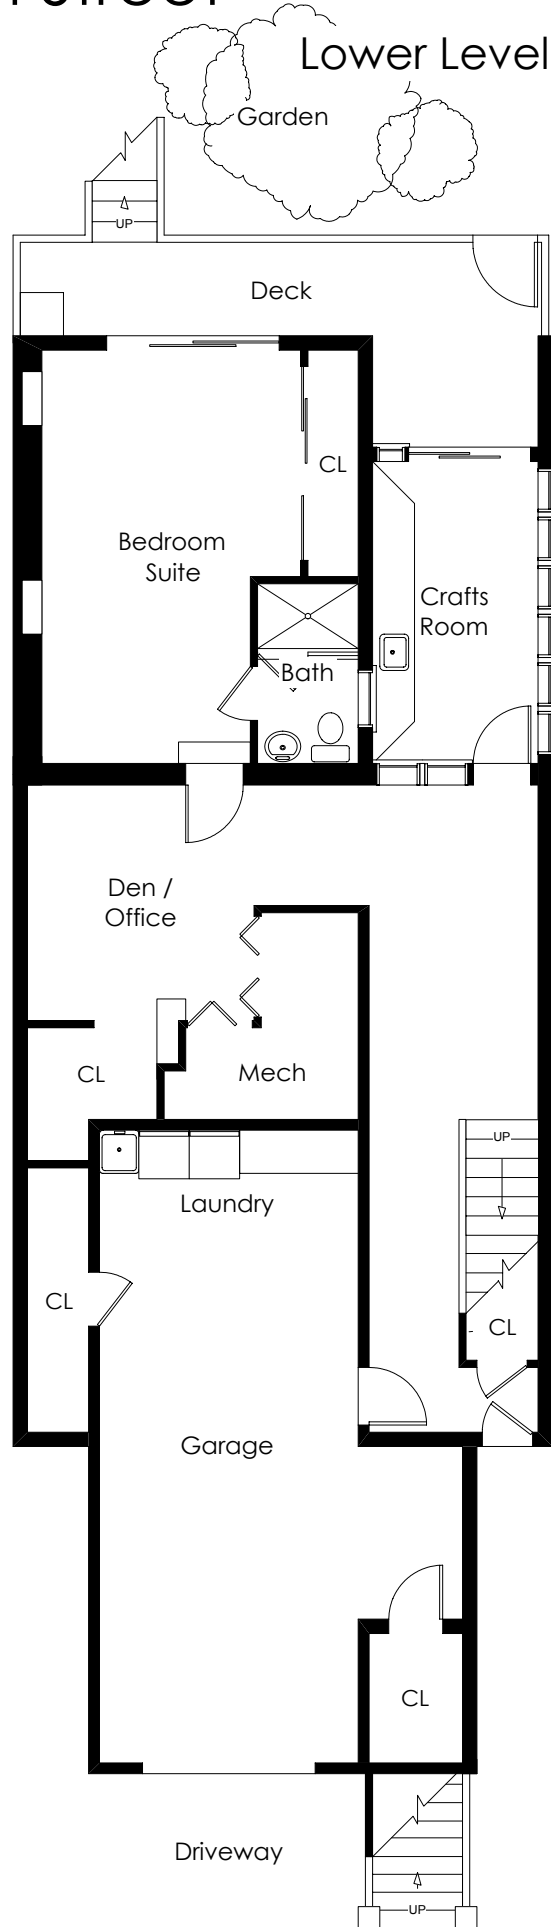 Lower Level
Garden
UP
Deck
CL
Bedroom
Suite
Crafts
Room
Bath
Den /
Office
CL
Mech
UP
Laundry
CL
CL
Garage
CL
Driveway
UP